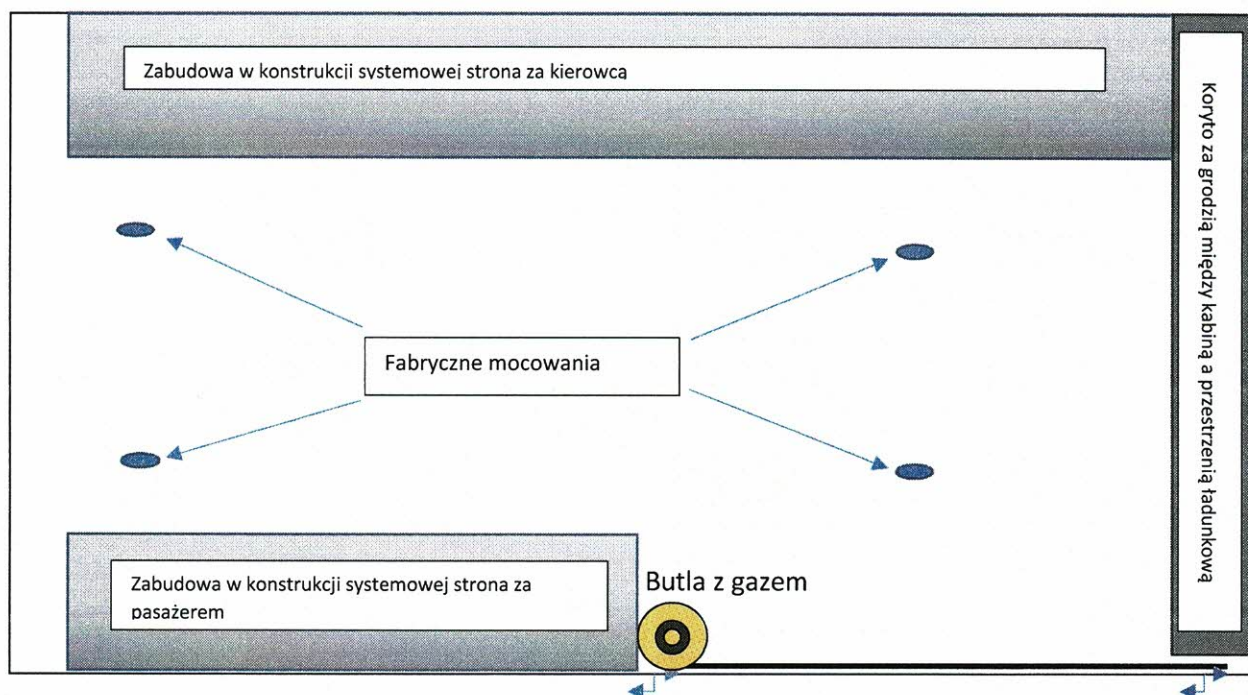 Zabudowa w konstrukcji systemowej strona za kierowcą
Koryto za grodzią między kabiną a przestrzenią ładunkową
Fabryczne mocowania
Zabudowa w konstrukcji systemowej strona za
pasażerem
Butla z gazem